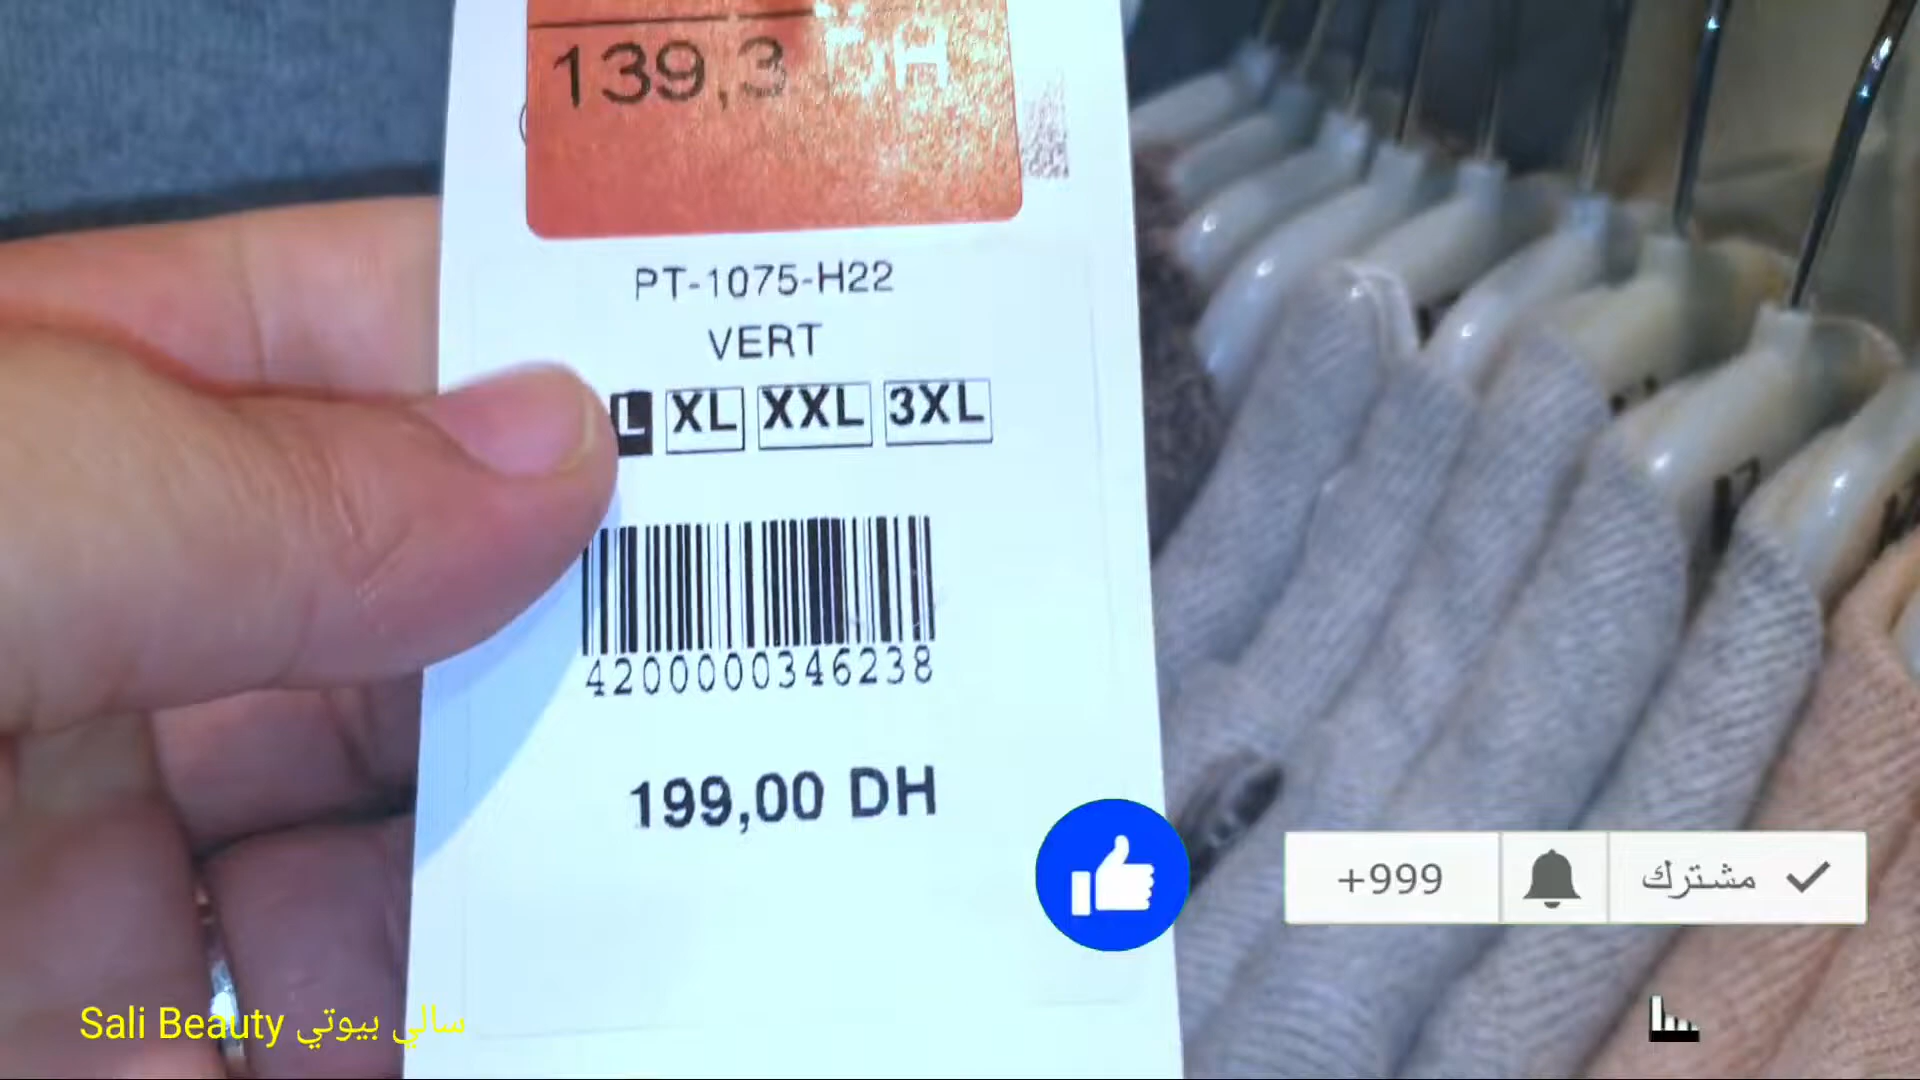 139,3 DH
PT-1075-H22
VERT
L XL XXL 3XL
4200000346238
199,00 DH
+999
مشترك
Sali Beauty سالي بيوتي